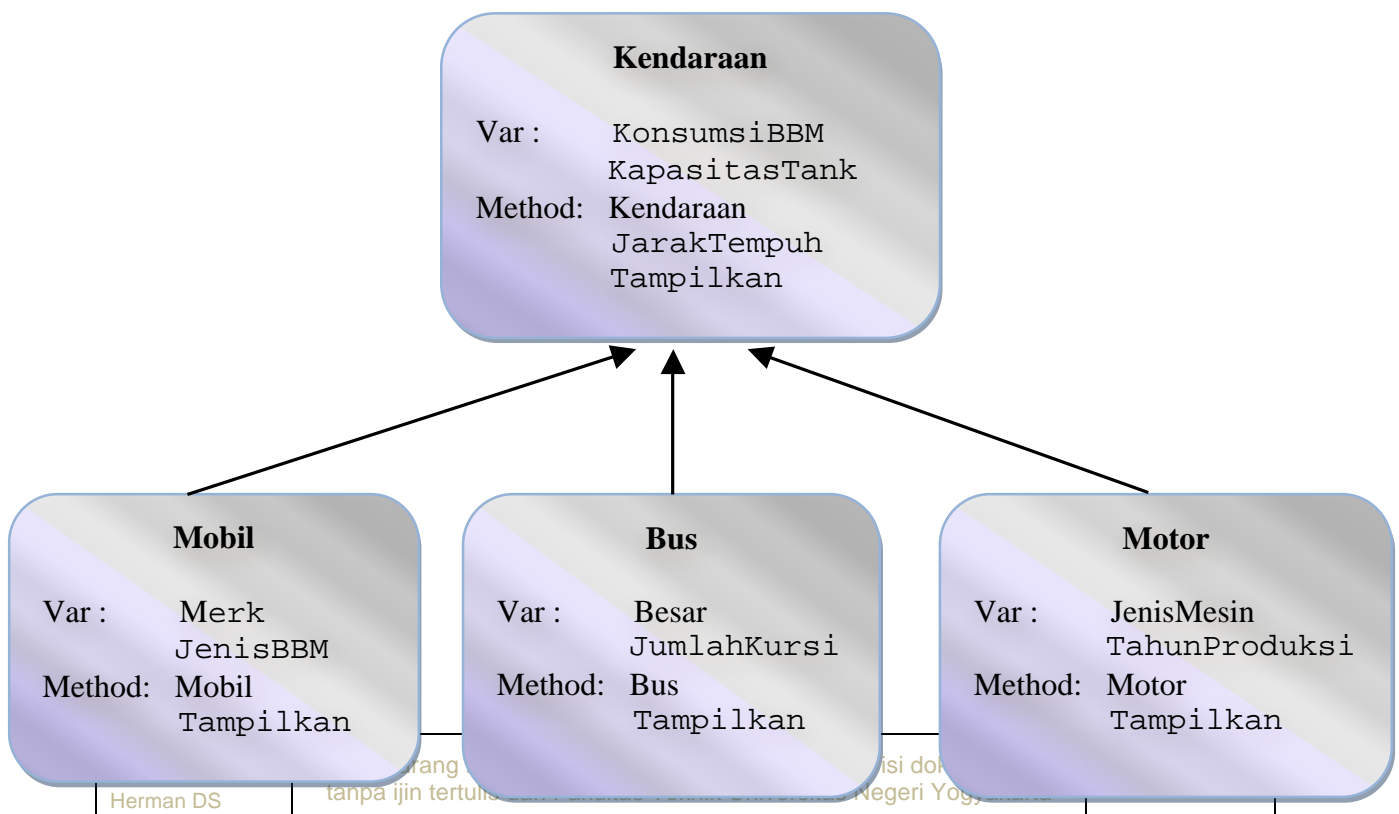 Kendaraan
Var : KonsumsiBBM
KapasitasTank
Method: Kendaraan
JarakTempuh
Tampilkan
Mobil
Var : Merk
JenisBBM
Method: Mobil
Tampilkan
Bus
Var : Besar
JumlahKursi
Method: Bus
Tampilkan
Motor
Var : JenisMesin
TahunProduksi
Method: Motor
Tampilkan
Herman DS
tanpa ijin tertulis Negeri